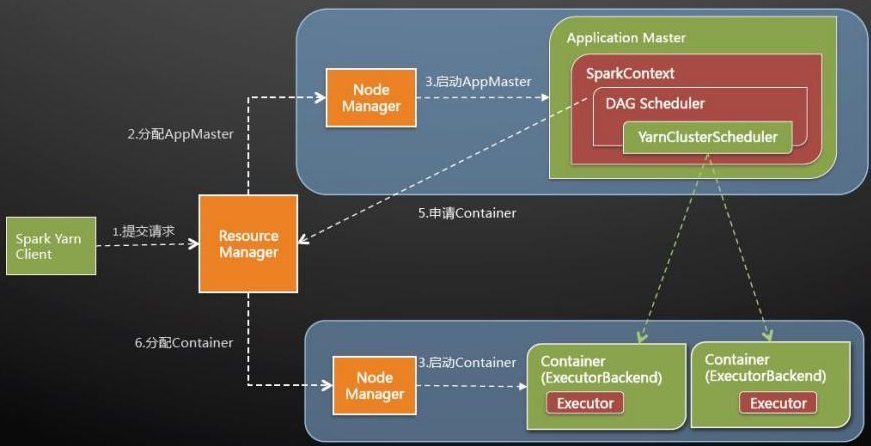 Application Master
SparkContext
DAG Scheduler
YarnClusterScheduler
Node
Manager
3.启动AppMaster
2.分配AppMaster
5.申请Container
Spark Yarn
Client
1.提交请求
Resource
Manager
6.分配Container
Node
Manager
3.启动Container
Container
(ExecutorBackend)
Executor
Container
(ExecutorBackend)
Executor